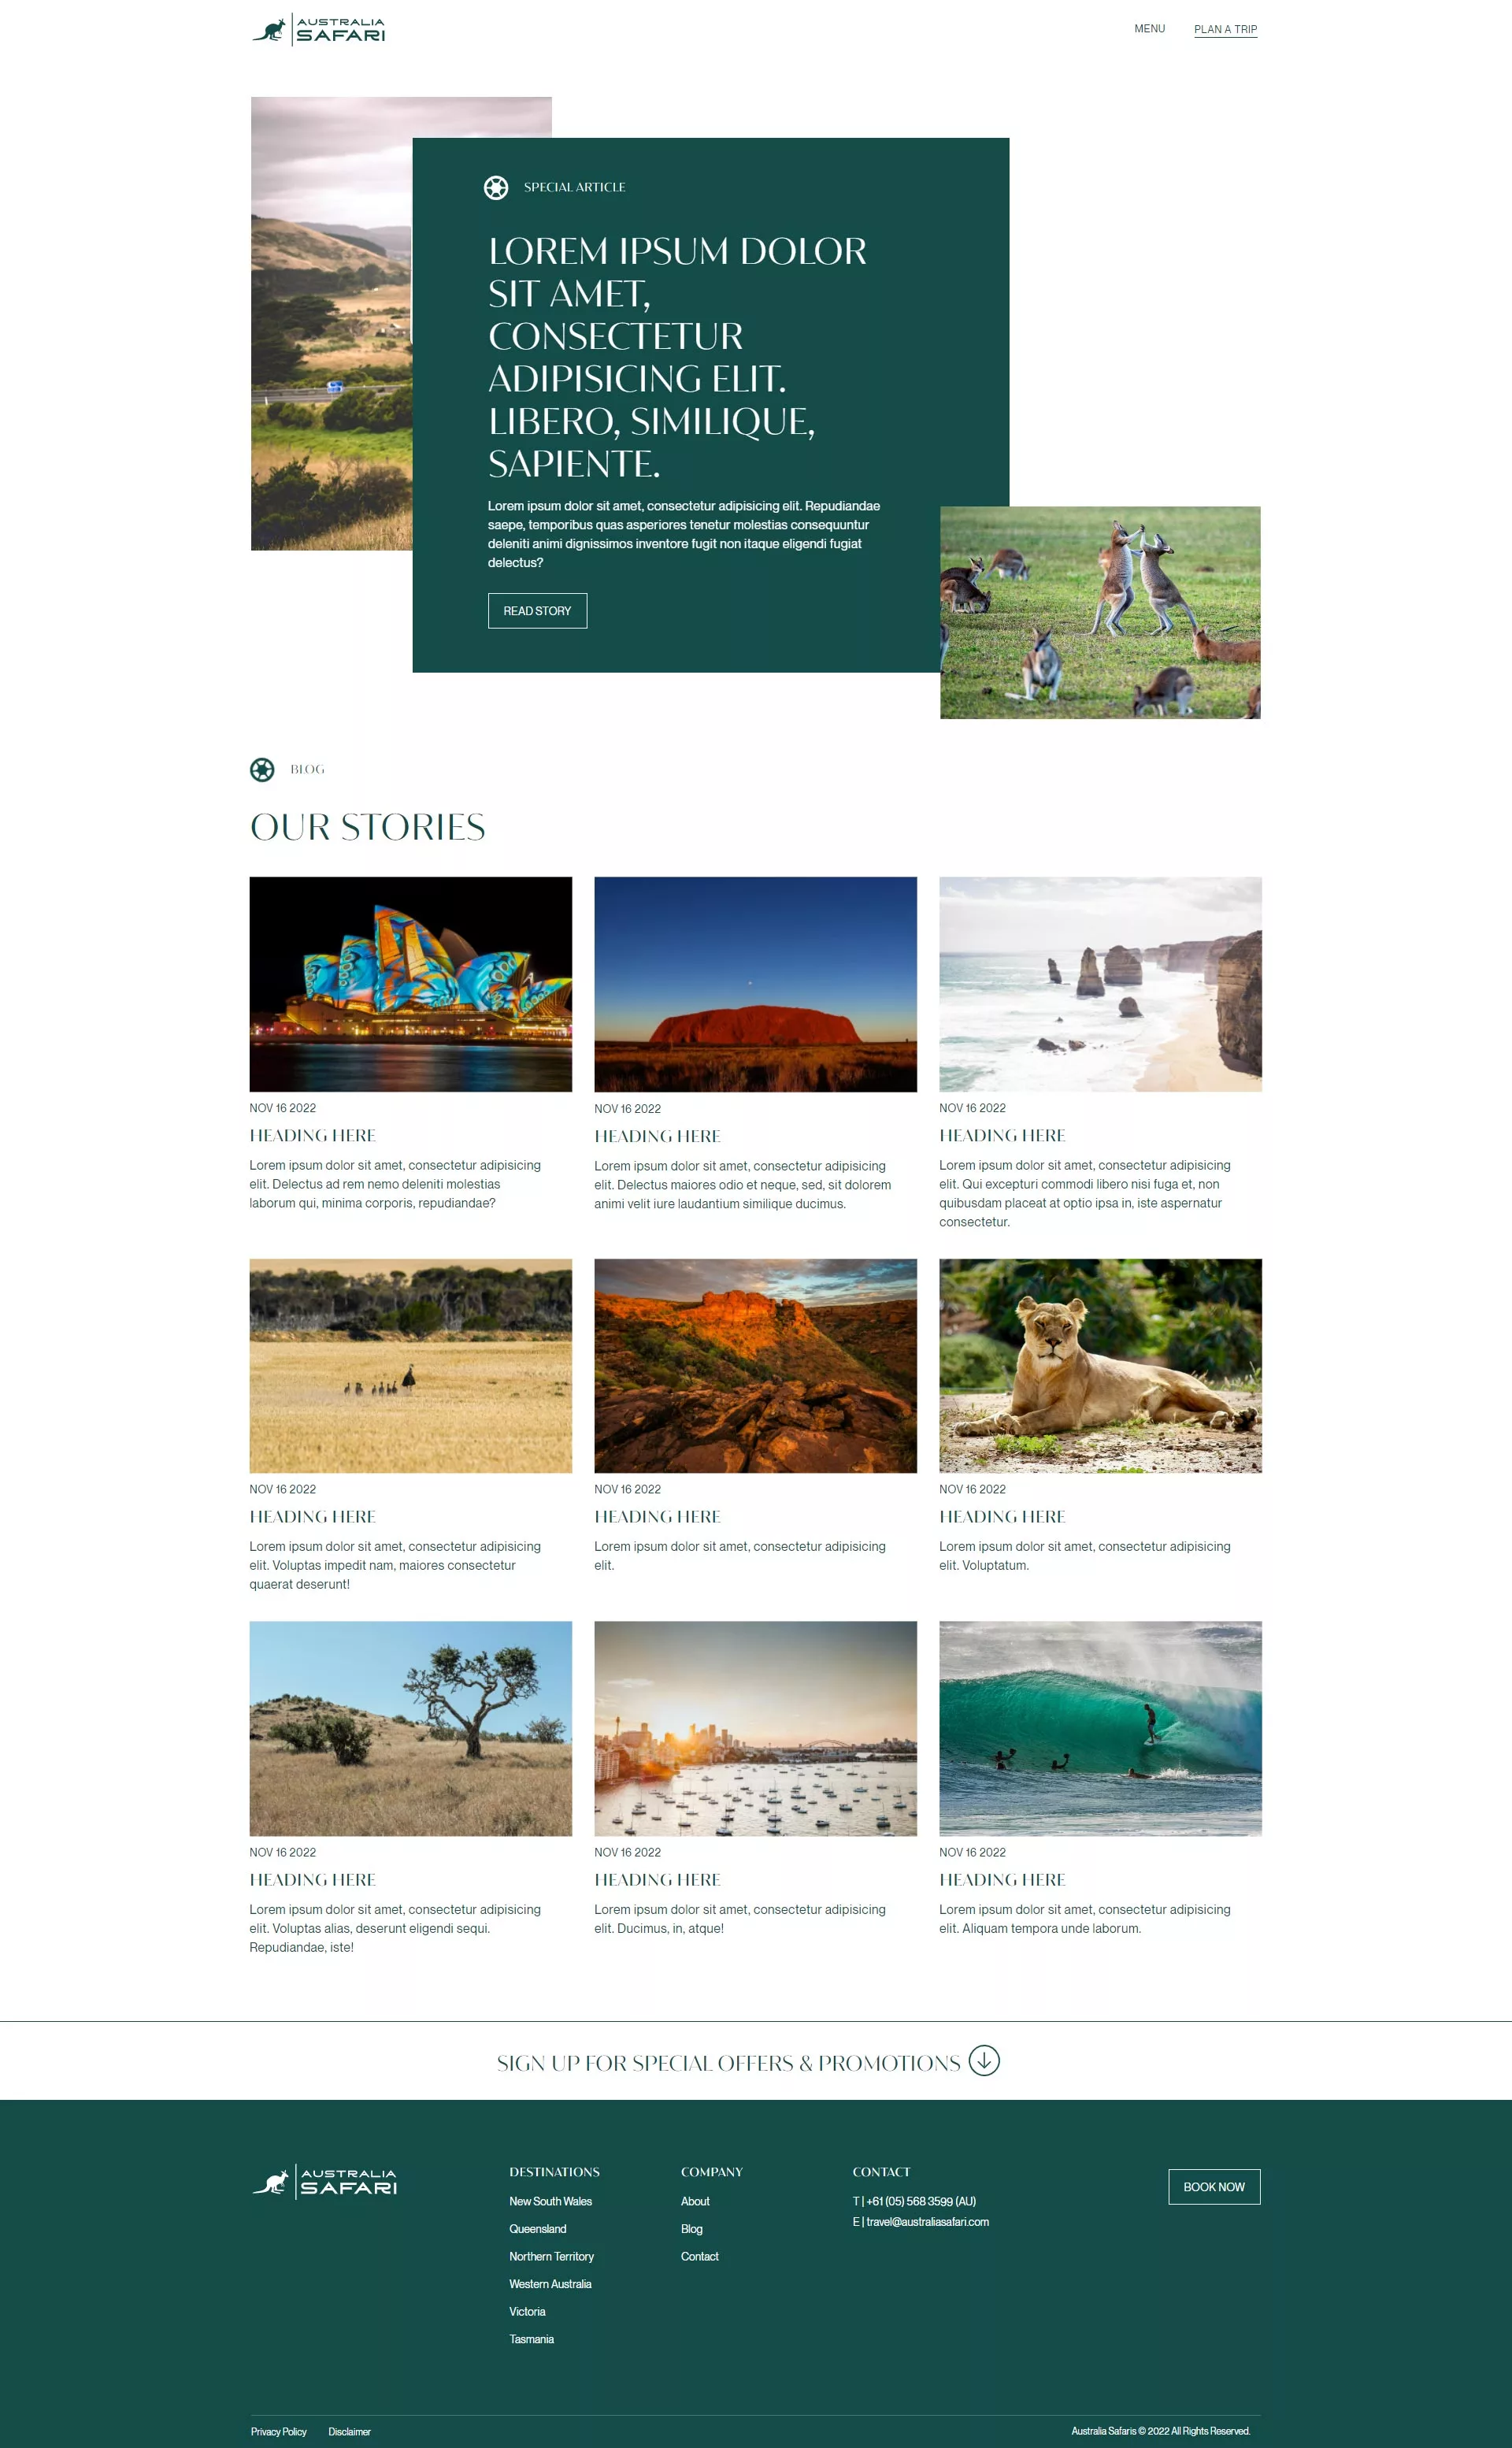 AUSTRALIA
SAFARI
MENU
PLAN A TRIP
SPECIAL ARTICLE
LOREM IPSUM DOLOR
SIT AMET,
CONSECTETUR
ADIPISICING ELIT.
LIBERO, SIMILIQUE,
SAPIENTE.
Lorem ipsum dolor sit amet, consectetur adipisicing elit. Repudiandae
saepe, temporibus quas asperiores tenetur molestias consequuntur
deleniti animi dignissimos inventore fugit non itaque eligendi fugiat
delectus?
READ STORY
BLOG
OUR STORIES
NOV 16 2022
HEADING HERE
Lorem ipsum dolor sit amet, consectetur adipisicing
elit. Delectus ad rem nemo deleniti molestias
laborum qui, minima corporis, repudiandae?
NOV 16 2022
HEADING HERE
Lorem ipsum dolor sit amet, consectetur adipisicing
elit. Delectus maiores odio et neque, sed, sit dolorem
animi velit iure laudantium similique ducimus.
NOV 16 2022
HEADING HERE
Lorem ipsum dolor sit amet, consectetur adipisicing
elit. Qui excepturi commodi libero nisi fuga et, non
quibusdam placeat at optio ipsa in, iste aspernatur
consectetur.
NOV 16 2022
HEADING HERE
Lorem ipsum dolor sit amet, consectetur adipisicing
elit. Voluptas impedit nam, maiores consectetur
quaerat deserunt!
NOV 16 2022
HEADING HERE
Lorem ipsum dolor sit amet, consectetur adipisicing
elit.
NOV 16 2022
HEADING HERE
Lorem ipsum dolor sit amet, consectetur adipisicing
elit. Voluptatum.
NOV 16 2022
HEADING HERE
Lorem ipsum dolor sit amet, consectetur adipisicing
elit. Voluptas alias, deserunt eligendi sequi.
Repudiandae, iste!
NOV 16 2022
HEADING HERE
Lorem ipsum dolor sit amet, consectetur adipisicing
elit. Ducimus, in, atque!
NOV 16 2022
HEADING HERE
Lorem ipsum dolor sit amet, consectetur adipisicing
elit. Aliquam tempora unde laborum.
SIGN UP FOR SPECIAL OFFERS & PROMOTIONS
AUSTRALIA
SAFARI
DESTINATIONS
New South Wales
Queensland
Northern Territory
Western Australia
Victoria
Tasmania
COMPANY
About
Blog
Contact
CONTACT
T | +61 (05) 568 3599 (AU)
E | travel@australiasafari.com
BOOK NOW
Privacy Policy
Disclaimer
Australia Safaris © 2022 All Rights Reserved.